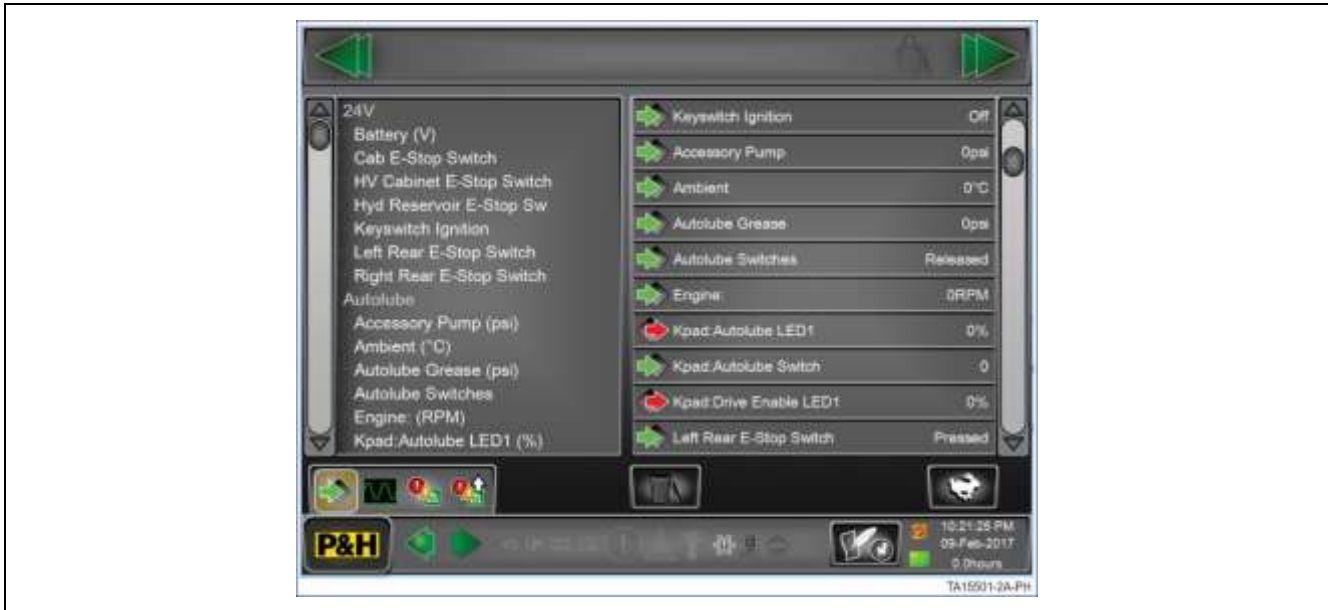 24V
Battery (V)
Cab E-Stop Switch
HV Cabinet E-Stop Switch
Hyd Reservoir E-Stop Sw
Keyswitch Ignition
Left Rear E-Stop Switch
Right Rear E-Stop Switch
Autolube
Accessory Pump (psi)
Ambient (°C)
Autolube Grease (psi)
Autolube Switches
Engine: (RPM)
Kpad:Autolube LED1 (%)
Keyswitch Ignition Off
Accessory Pump 0psi
Ambient 0°C
Autolube Grease 0psi
Autolube Switches Released
Engine: 0RPM
Kpad:Autolube LED1 0%
Kpad:Autolube Switch 0
Kpad:Drive Enable LED1 0%
Left Rear E-Stop Switch Pressed
P&H
10:21:25 PM
09-Feb-2017
0.0hours
TA15501-2A-PH